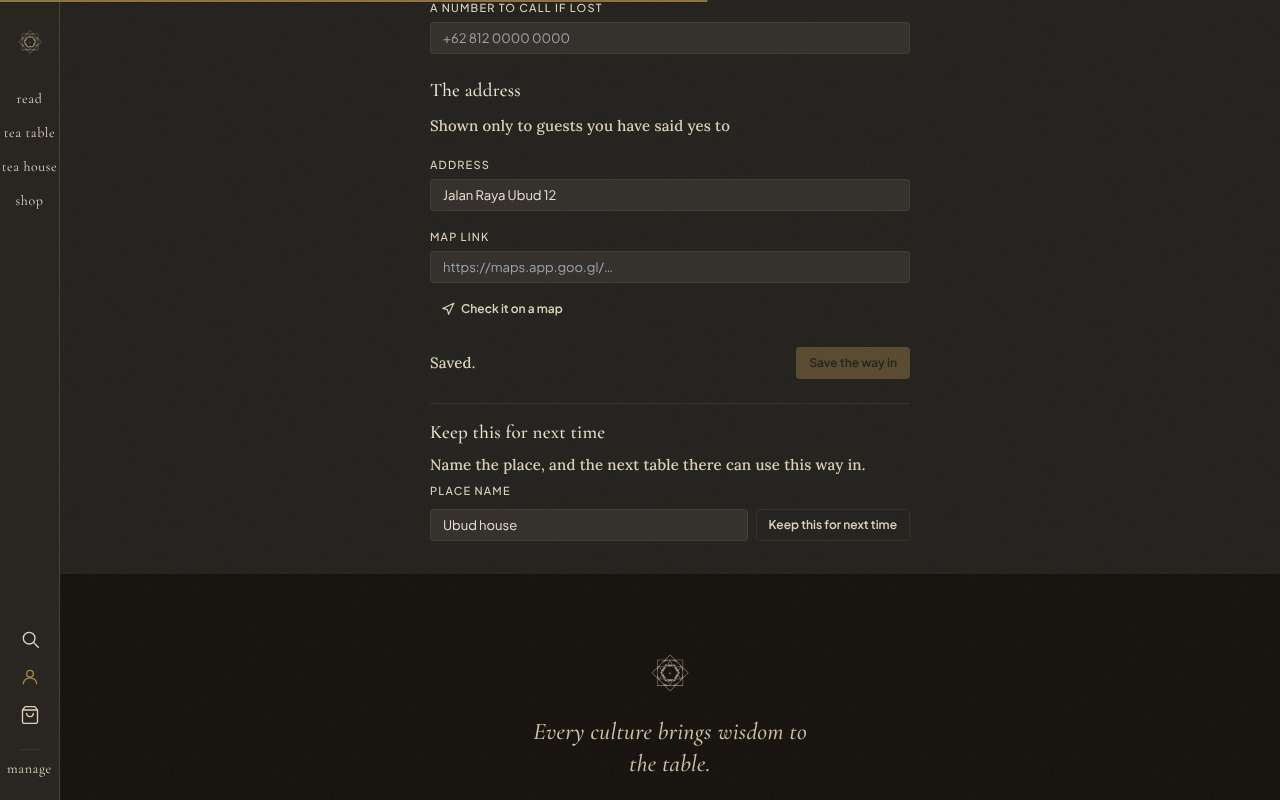 A NUMBER TO CALL IF LOST
+62 812 0000 0000
read
tea table
tea house
shop
The address
Shown only to guests you have said yes to
ADDRESS
Jalan Raya Ubud 12
MAP LINK
https://maps.app.goo.gl/…
Check it on a map
Saved.
Save the way in
Keep this for next time
Name the place, and the next table there can use this way in.
PLACE NAME
Ubud house
Keep this for next time
manage
Every culture brings wisdom to
the table.